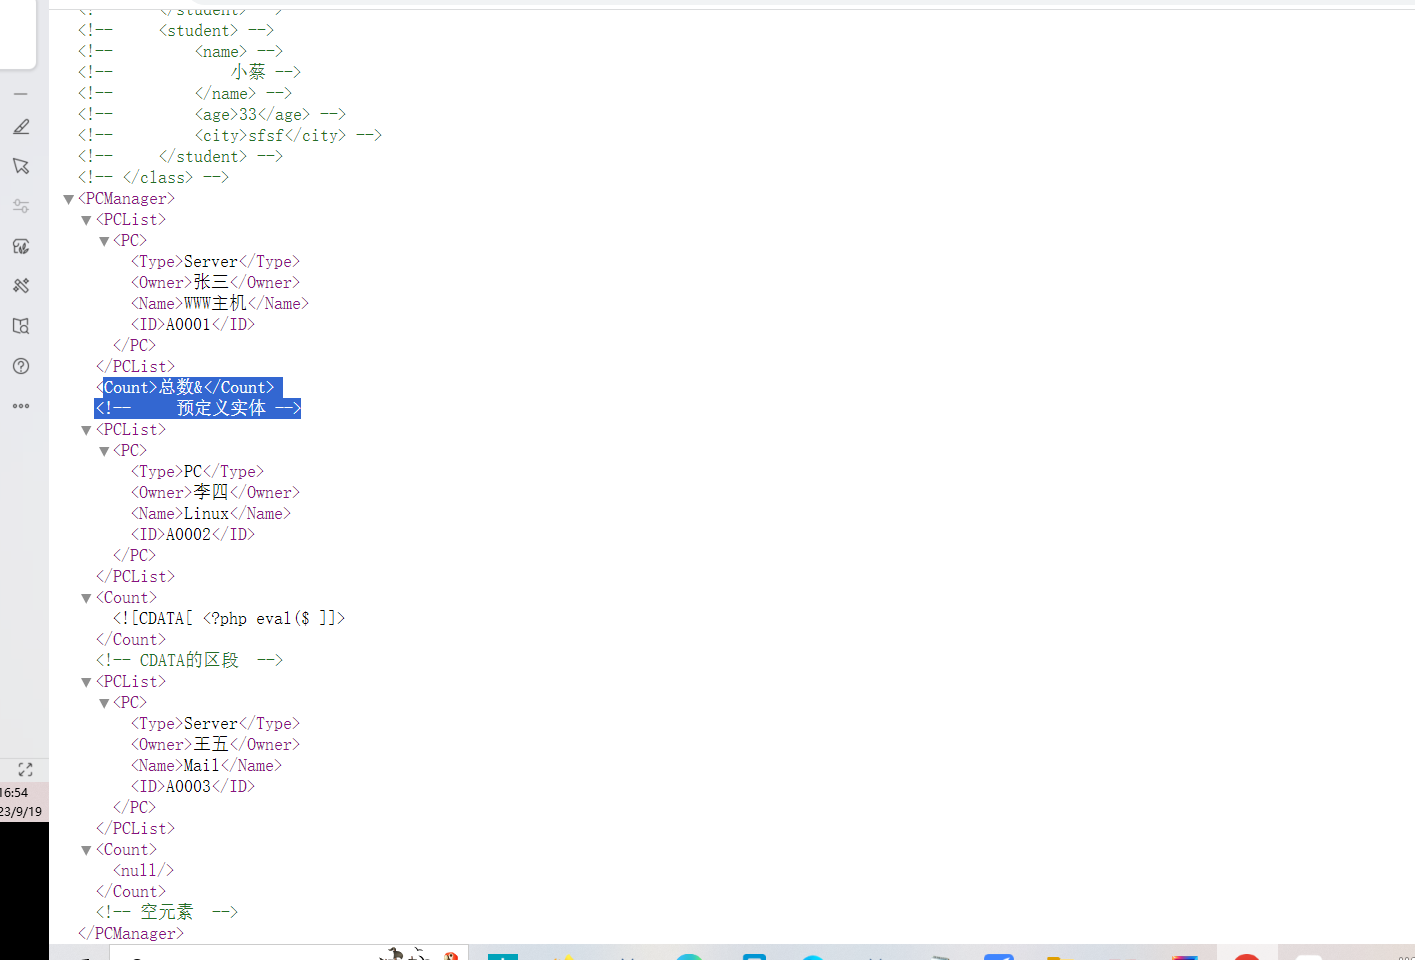 <!-- </student> -->
<!-- <student> -->
<!-- <name> -->
<!-- 小蔡 -->
<!-- </name> -->
<!-- <age>33</age> -->
<!-- <city>sfsf</city> -->
<!-- </student> -->
<!-- </class> -->
▼<PCManager>
▼<PCList>
▼<PC>
<Type>Server</Type>
<Owner>张三</Owner>
<Name>WWW主机</Name>
<ID>A0001</ID>
</PC>
</PCList>
<Count>总数&</Count>
<!-- 预定义实体 -->
▼<PCList>
▼<PC>
<Type>PC</Type>
<Owner>李四</Owner>
<Name>Linux</Name>
<ID>A0002</ID>
</PC>
</PCList>
▼<Count>
<![CDATA[ <?php eval($ ]]>
</Count>
<!-- CDATA的区段 -->
▼<PCList>
▼<PC>
<Type>Server</Type>
<Owner>王五</Owner>
<Name>Mail</Name>
<ID>A0003</ID>
</PC>
</PCList>
▼<Count>
<null/>
</Count>
<!-- 空元素 -->
</PCManager>
16:54
23/9/19